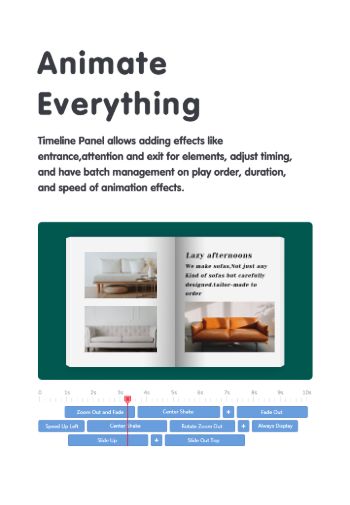 Animate
Everything
Timeline Panel allows adding effects like
entrance,attention and exit for elements, adjust timing,
and have batch management on play order, duration,
and speed of animation effects.
Lazy afternoons
We make sofas,Not just any
Kind of sofas but carefully
designed.tailor-made to
order
0 1s 2s 3s 4s 5s 6s 7s 8s 9s 10s
Zoom Out and Fade Center Shake + Fade Out
Speed Up Left Center Shake Rotate Zoom Out + Always Display
Slide Up + Slide Out Top